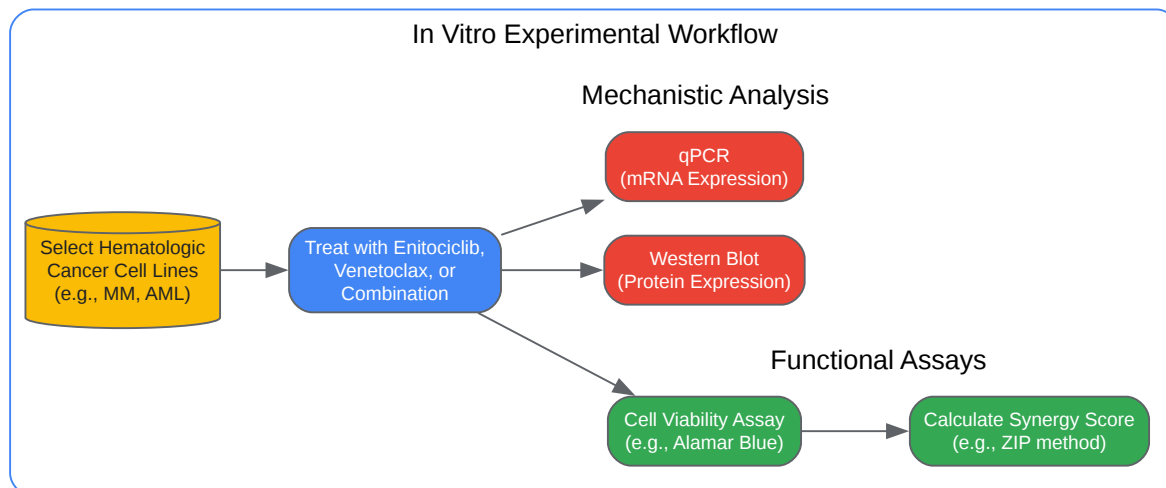 In Vitro Experimental Workflow
Mechanistic Analysis
qPCR
(mRNA Expression)
Select Hematologic
Cancer Cell Lines
(e.g., MM, AML)
Treat with Enitociclib,
Venetoclax, or
Combination
Western Blot
(Protein Expression)
Functional Assays
Cell Viability Assay
(e.g., Alamar Blue)
Calculate Synergy Score
(e.g., ZIP method)